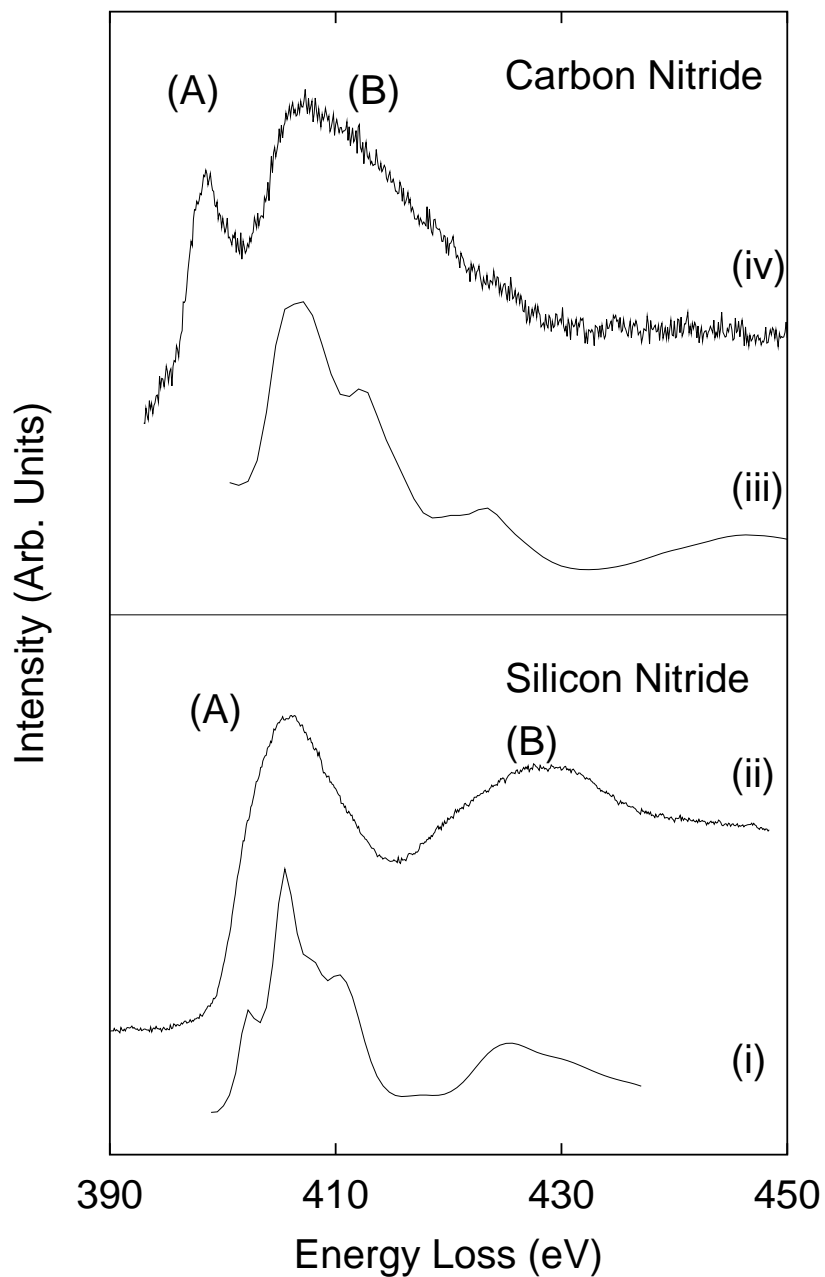 (A)
(B)
Carbon Nitride
(iv)
(iii)
Intensity (Arb. Units)
Silicon Nitride
(A)
(B)
(ii)
(i)
390 410 430 450
Energy Loss (eV)